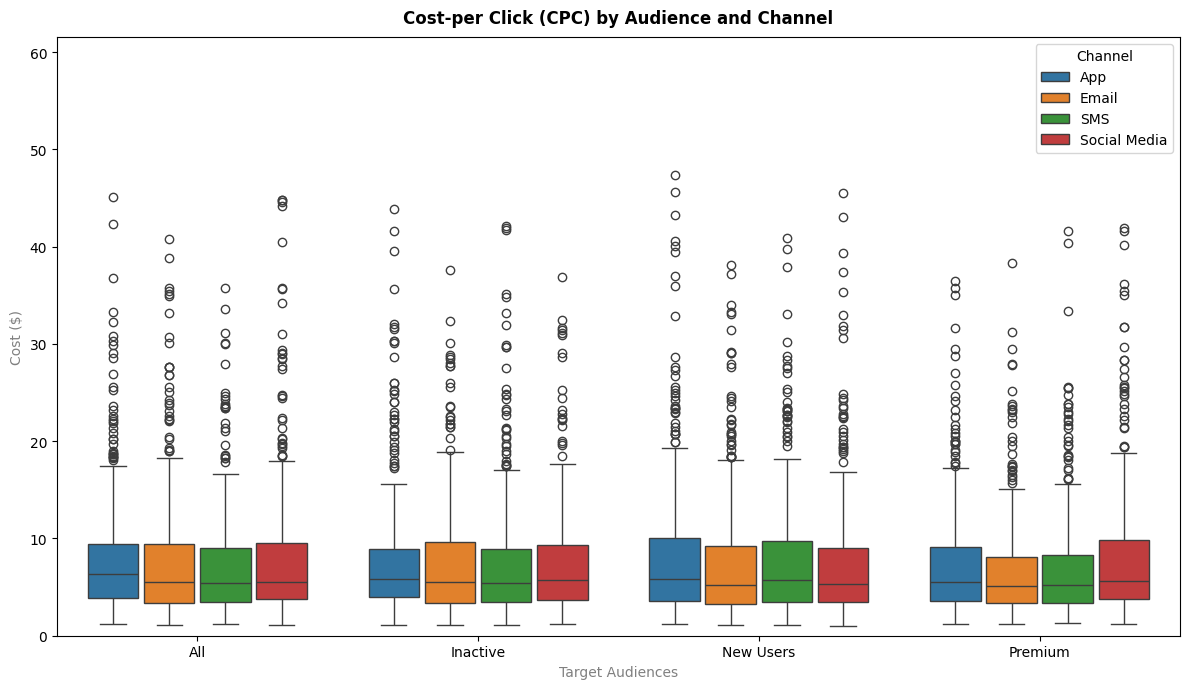 Cost-per Click (CPC) by Audience and Channel
Channel
App
Email
SMS
Social Media
Cost ($)
60
50
40
30
20
10
0
All
Inactive
New Users
Premium
Target Audiences